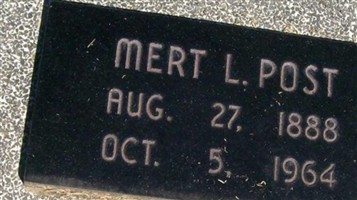 MERT L. POST
AUG. 27, 1888
OCT. 5, 1964